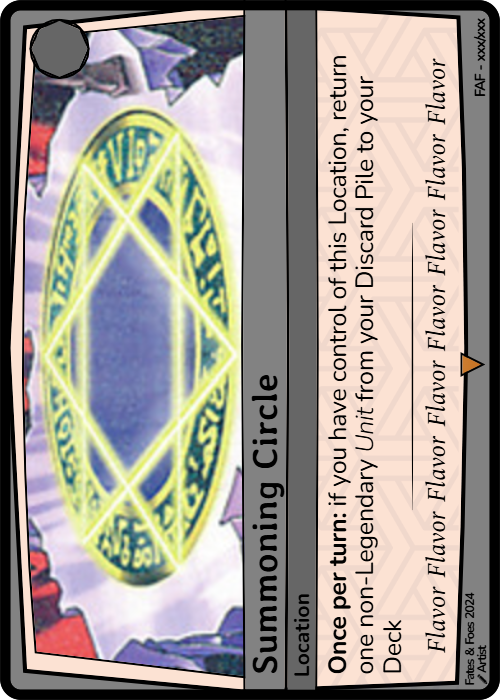 Summoning Circle
Location
Once per turn: if you have control of this Location, return
one non-Legendary Unit from your Discard Pile to your
Deck
Flavor Flavor Flavor Flavor Flavor Flavor Flavor Flavor
Fates & Foes 2024
Artist
FAF - xxx/xxx